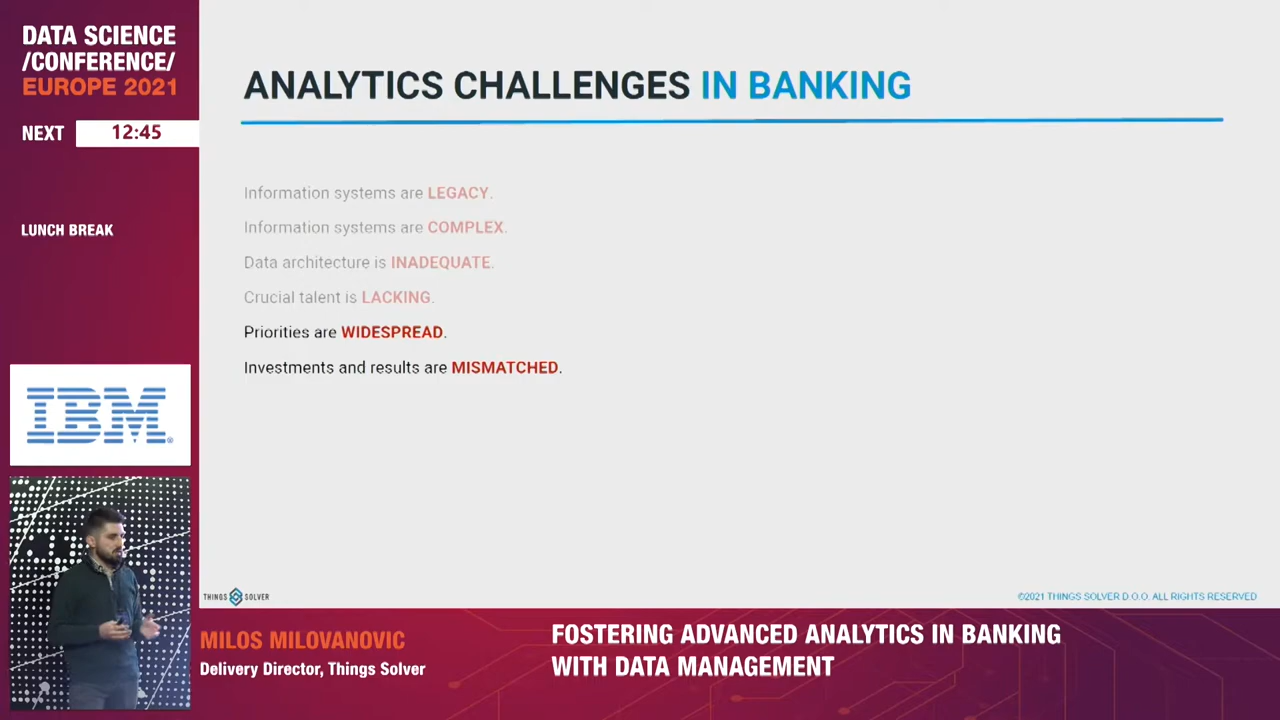 DATA SCIENCE
/CONFERENCE/
EUROPE 2021
NEXT 12:45
LUNCH BREAK
IBM®
ANALYTICS CHALLENGES IN BANKING
Information systems are LEGACY.
Information systems are COMPLEX.
Data architecture is INADEQUATE.
Crucial talent is LACKING.
Priorities are WIDESPREAD.
Investments and results are MISMATCHED.
THINGS SOLVER
©2021 THINGS SOLVER D.O.O. ALL RIGHTS RESERVED
MILOS MILOVANOVIC
Delivery Director, Things Solver
FOSTERING ADVANCED ANALYTICS IN BANKING
WITH DATA MANAGEMENT